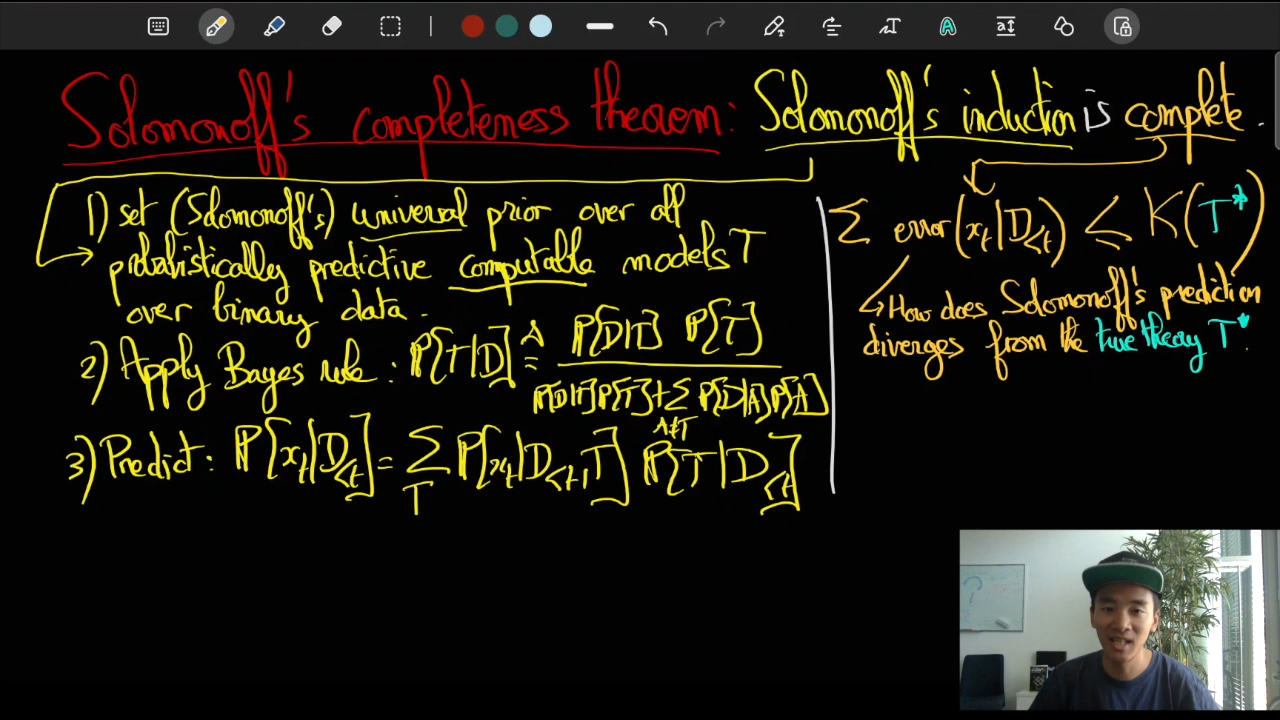 Solomonoff's completeness theorem: Solomonoff's induction is complete.
1) set (Solomonoff's) universal prior over all
probabilistically predictive computable models T
over binary data.
2) Apply Bayes rule: P[T|D] ≜ P[D|T] P[T] / P[D|T]P[T] + Σ_{A≠T} P[D|A]P[A]
3) Predict: P[x_t|D_{<t}] = Σ_T P[x_t|D_{<t}, T] P[T|D_{<t}]
Σ error(x_t|D_{<t}) ≤ K(T*)
How does Solomonoff's prediction
diverges from the true theory T*.